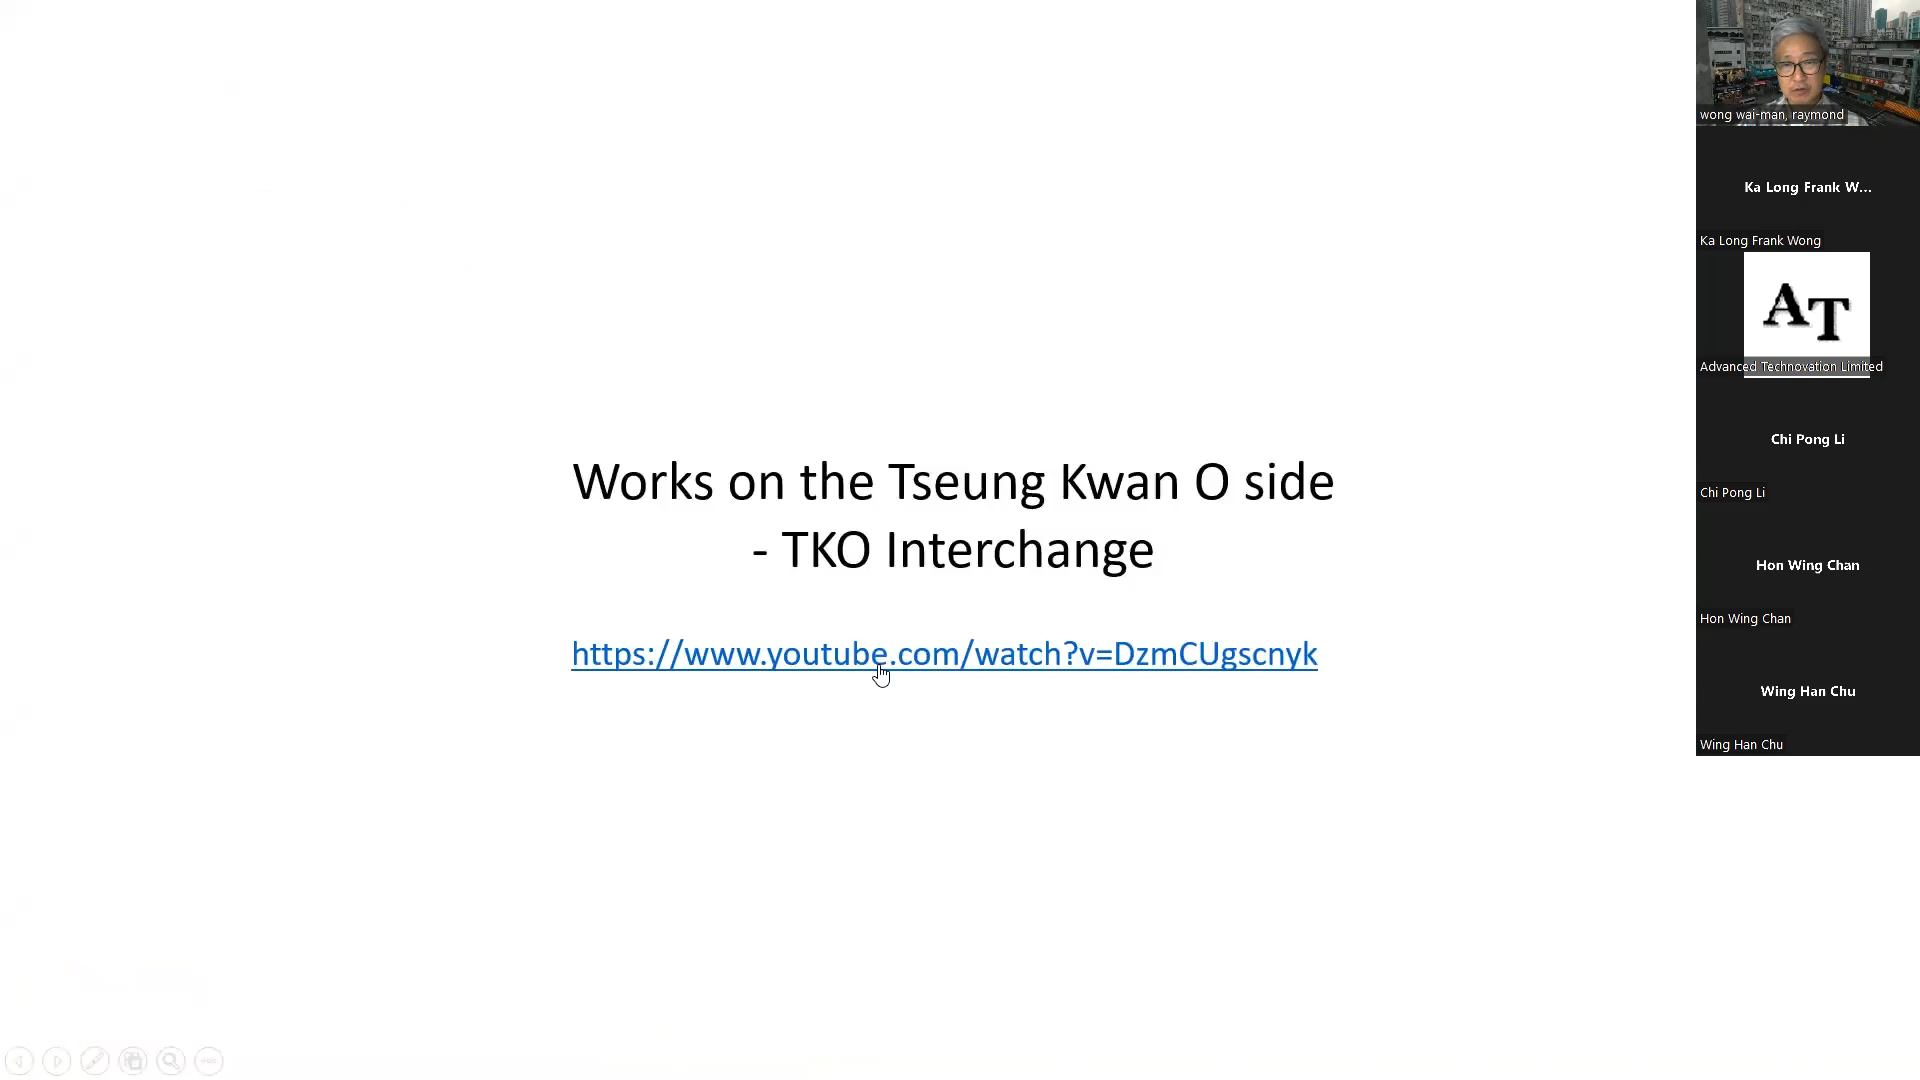 Works on the Tseung Kwan O side
- TKO Interchange
https://www.youtube.com/watch?v=DzmCUgscnyk
wong wai-man, raymond
Ka Long Frank W...
Ka Long Frank Wong
AT
Advanced Technovation Limited
Chi Pong Li
Chi Pong Li
Hon Wing Chan
Hon Wing Chan
Wing Han Chu
Wing Han Chu